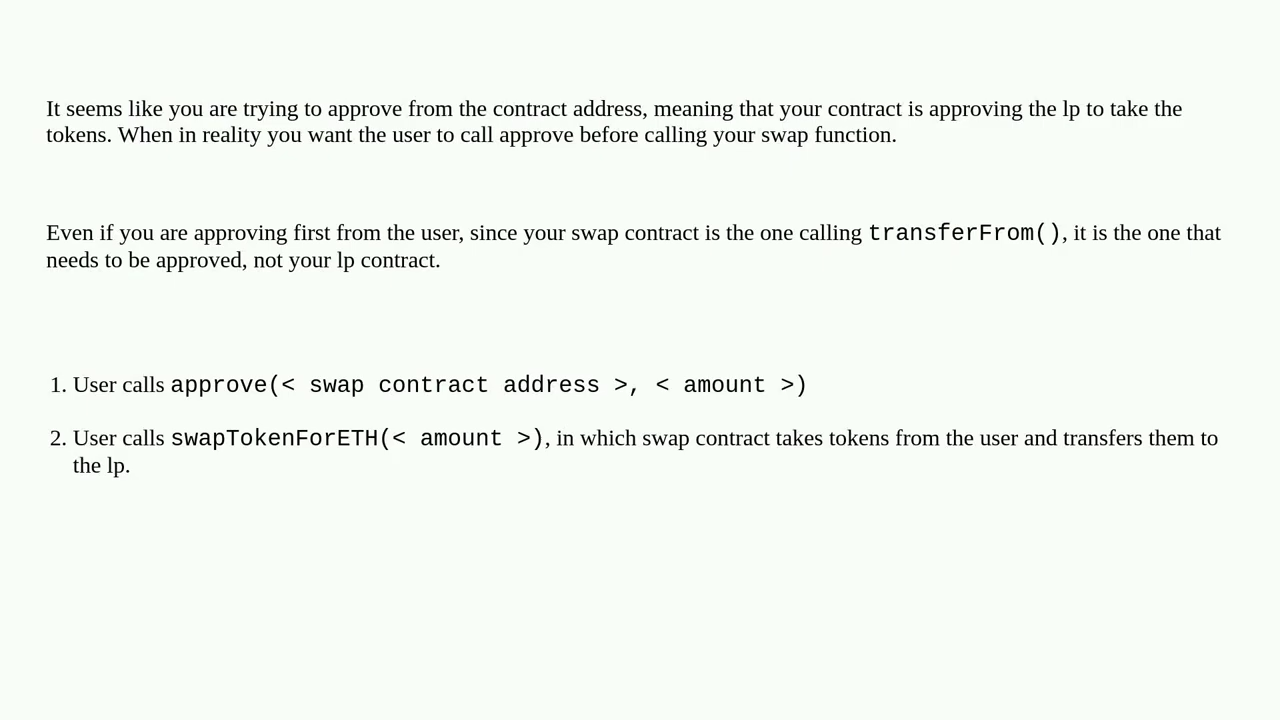 It seems like you are trying to approve from the contract address, meaning that your contract is approving the lp to take the
tokens. When in reality you want the user to call approve before calling your swap function.
Even if you are approving first from the user, since your swap contract is the one calling transferFrom(), it is the one that
needs to be approved, not your lp contract.
1. User calls approve(< swap contract address >, < amount >)
2. User calls swapTokenForETH(< amount >), in which swap contract takes tokens from the user and transfers them to
the lp.